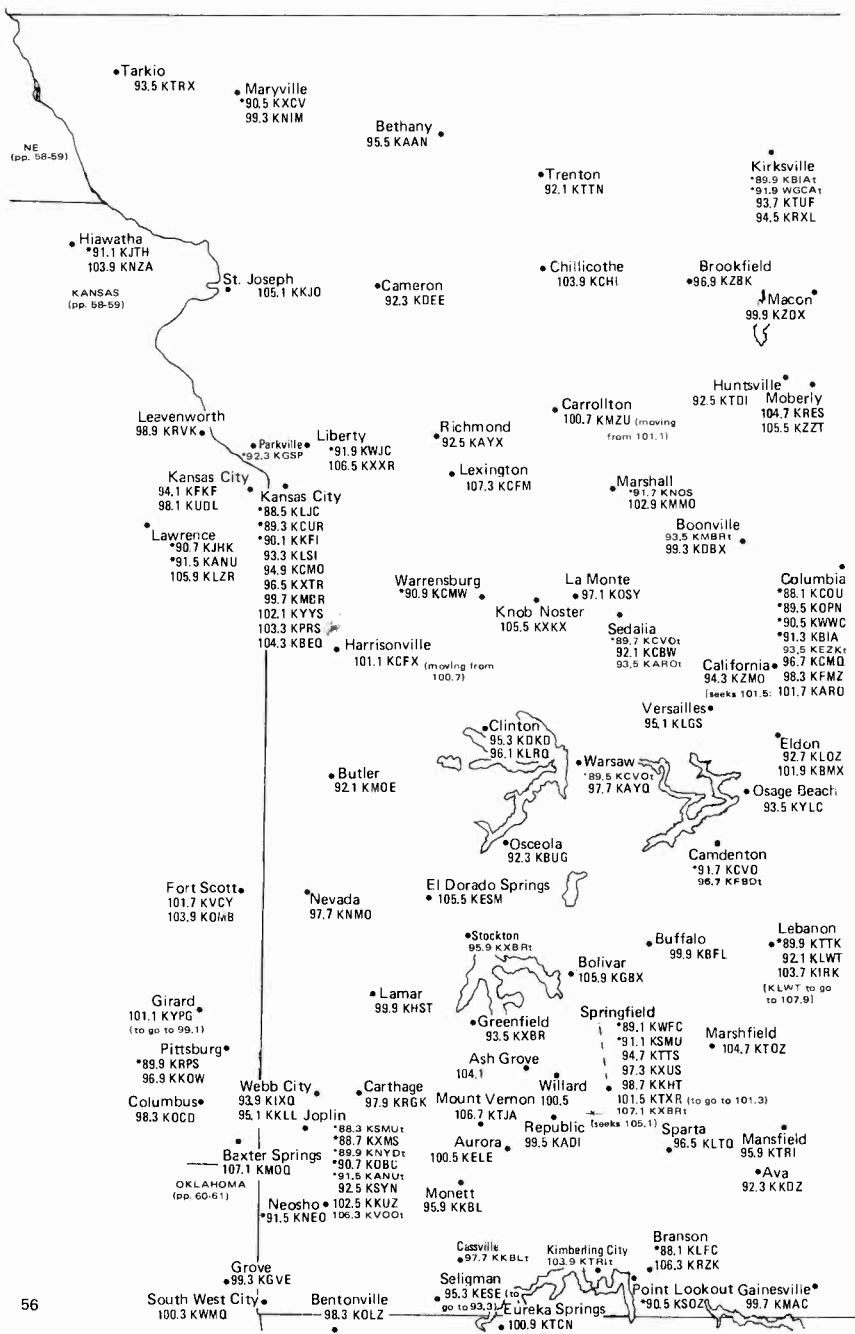 Tarkio
93.5 KTRX
Maryville
*90.5 KXCV
99.3 KNIM
Bethany
95.5 KAAN
NE
(pp. 58-59)
Trenton
92.1 KTTN
Kirksville
*89.9 KBIAt
*91.9 WGCAt
93.7 KTUF
94.5 KRXL
Hiawatha
*91.1 KJTH
103.9 KNZA
KANSAS
(pp. 58-59)
St. Joseph
105.1 KKJO
Cameron
92.3 KDEE
Chillicothe
103.9 KCHI
Brookfield
*96.9 KZBK
Macon
99.9 KZDX
Huntsville
92.5 KTDI
Moberly
104.7 KRES
105.5 KZZT
Leavenworth
98.9 KRVK
Parkville
*92.3 KGSP
Liberty
*91.9 KWJC
106.5 KXXR
Richmond
92.5 KAYX
Carrollton
100.7 KMZU (moving
from 101.1)
Lexington
107.3 KCFM
Marshall
*91.7 KNOS
102.9 KMMO
Kansas City
94.1 KFKF
98.1 KUDL
Kansas City
*88.5 KLJC
*89.3 KCUR
*90.1 KKFI
93.3 KLSI
94.9 KCMO
96.5 KXTR
99.7 KMBR
102.1 KYYS
103.3 KPRS
104.3 KBEQ
Lawrence
*90.7 KJHK
*91.5 KANU
105.9 KLZR
Boonville
93.5 KMBRt
99.3 KDBX
Warrensburg
*90.9 KCMW
Knob Noster
105.5 KXKX
La Monte
97.1 KOSY
Sedalia
*89.7 KCVOt
92.1 KCBW
93.5 KAROt
Columbia
*88.1 KCOU
*89.5 KOPN
*90.5 KWWC
*91.3 KBIA
93.5 KEZKt
96.7 KCMQ
98.3 KFMZ
101.7 KARO
California
94.3 KZMO
[seeks 101.5:
Harrisonville
101.1 KCFX (moving from
100.7)
Versailles
95.1 KLGS
Clinton
95.3 KDKD
96.1 KLRQ
Eldon
92.7 KLOZ
101.9 KBMX
Butler
92.1 KMOE
Warsaw
*89.5 KCVOt
97.7 KAYQ
Osage Beach
93.5 KYLC
Osceola
92.3 KBUG
Camdenton
*91.7 KCVO
96.7 KFBDt
Fort Scott
101.7 KVCY
103.9 KOMB
Nevada
97.7 KNMO
El Dorado Springs
105.5 KESM
Stockton
95.9 KXBRt
Buffalo
99.9 KBFL
Lebanon
*89.9 KTTK
92.1 KLWT
103.7 KIRK
[KLWT to go
to 107.9]
Bolivar
105.9 KGBX
Lamar
99.9 KHST
Girard
101.1 KYPG
(to go to 99.1)
Greenfield
93.5 KXBR
Springfield
*89.1 KWFC
*91.1 KSMU
94.7 KTTS
97.3 KXUS
98.7 KKHT
101.5 KTXR (to go to 101.3)
107.1 KXBRt
[seeks 105.1)
Marshfield
104.7 KTOZ
Pittsburg
*89.9 KRPS
96.9 KKOW
Ash Grove
104.1
Willard
100.5
Columbus
98.3 KOCD
Webb City
93.9 KIXQ
95.1 KKLL
Carthage
97.9 KRGK
Mount Vernon
106.7 KTJA
Republic
99.5 KADI
Joplin
*88.3 KSMUt
*88.7 KXMS
*89.9 KNYDt
*90.7 KOBC
*91.5 KANUt
92.5 KSYN
102.5 KKUZ
106.3 KVOOt
Aurora
100.5 KELE
Sparta
96.5 KLTQ
Mansfield
95.9 KTRI
Baxter Springs
107.1 KMOQ
OKLAHOMA
(pp. 60-61)
Ava
92.3 KKOZ
Neosho
*91.5 KNEO
Monett
95.9 KKBL
Cassville
97.7 KKBLt
Kimberling City
103.9 KTRIt
Branson
*88.1 KLFC
106.3 KRZK
Grove
99.3 KGVE
Seligman
95.3 KESE (to
go to 93.3)
Point Lookout
*90.5 KSOZ
Gainesville
99.7 KMAC
56
South West City
100.3 KWMQ
Bentonville
98.3 KOLZ
Eureka Springs
100.9 KTCN